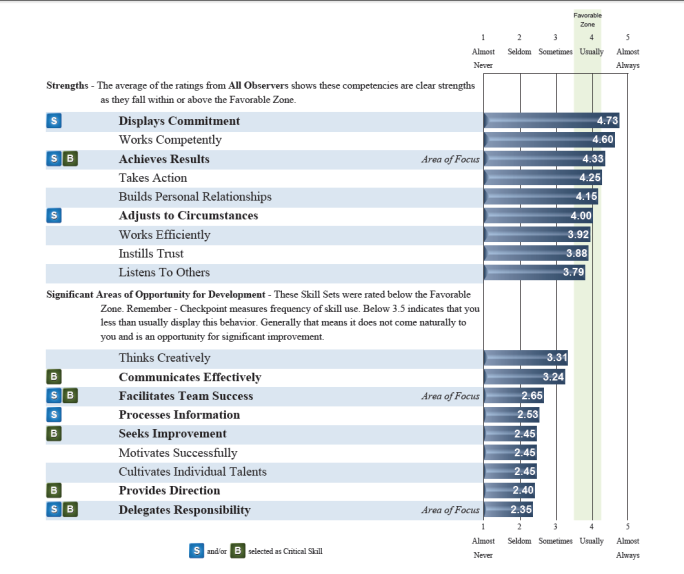 Favorable
Zone
1 2 3 4 5
Almost Never Seldom Sometimes Usually Almost Always
Strengths - The average of the ratings from All Observers shows these competencies are clear strengths
as they fall within or above the Favorable Zone.
S Displays Commitment 4.73
Works Competently 4.60
S B Achieves Results Area of Focus 4.33
Takes Action 4.25
Builds Personal Relationships 4.15
S Adjusts to Circumstances 4.00
Works Efficiently 3.92
Instills Trust 3.88
Listens To Others 3.79
Significant Areas of Opportunity for Development - These Skill Sets were rated below the Favorable
Zone. Remember - Checkpoint measures frequency of skill use. Below 3.5 indicates that you
less than usually display this behavior. Generally that means it does not come naturally to
you and is an opportunity for significant improvement.
Thinks Creatively 3.31
B Communicates Effectively 3.24
S B Facilitates Team Success Area of Focus 2.65
S Processes Information 2.53
B Seeks Improvement 2.45
Motivates Successfully 2.45
Cultivates Individual Talents 2.45
B Provides Direction 2.40
S B Delegates Responsibility Area of Focus 2.35
1 2 3 4 5
Almost Never Seldom Sometimes Usually Almost Always
S and/or B selected as Critical Skill